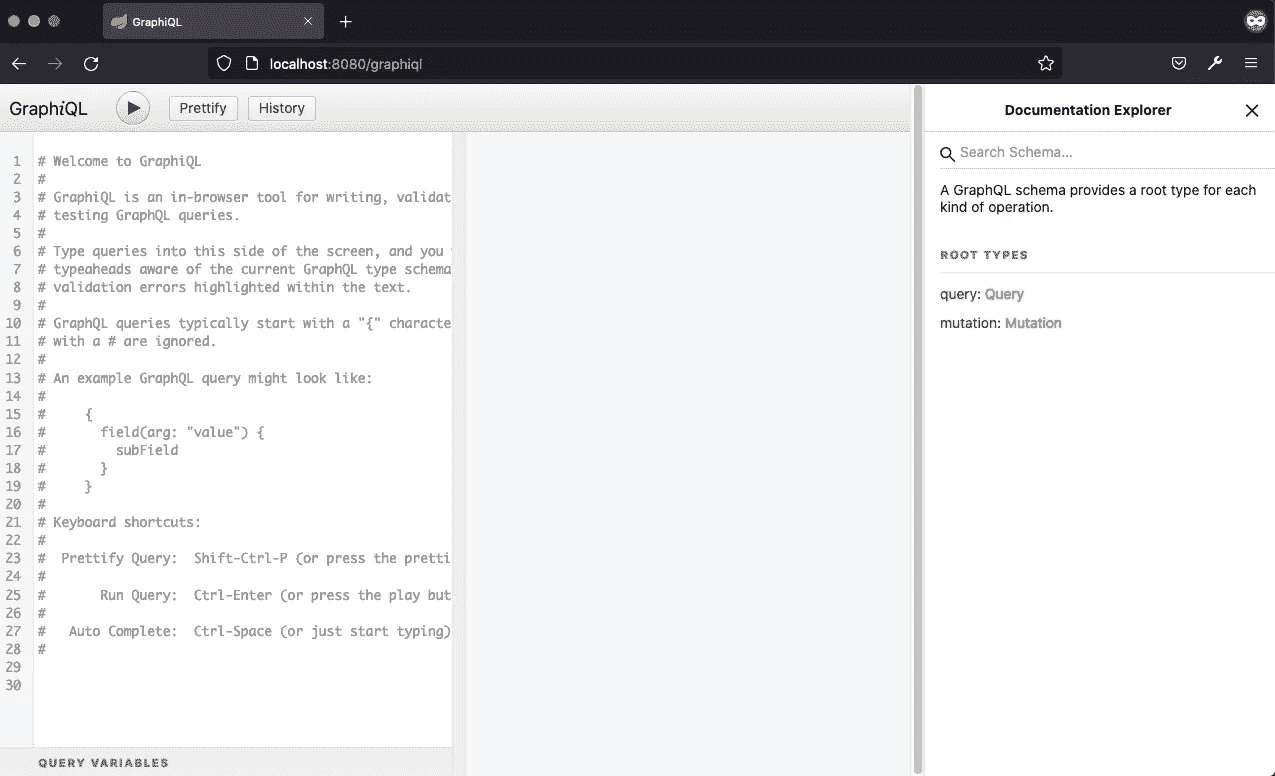 GraphiQL
localhost:8080/graphiql
GraphiQL
Prettify
History
1 # Welcome to GraphiQL
2 #
3 # GraphiQL is an in-browser tool for writing, validat
4 # testing GraphQL queries.
5 #
6 # Type queries into this side of the screen, and you
7 # typeaheads aware of the current GraphQL type schema
8 # validation errors highlighted within the text.
9 #
10 # GraphQL queries typically start with a "{" characte
11 # with a # are ignored.
12 #
13 # An example GraphQL query might look like:
14 #
15 #     {
16 #       field(arg: "value") {
17 #         subField
18 #       }
19 #     }
20 #
21 # Keyboard shortcuts:
22 #
23 #  Prettify Query:  Shift-Ctrl-P (or press the pretti
24 #
25 #       Run Query:  Ctrl-Enter (or press the play but
26 #
27 #   Auto Complete:  Ctrl-Space (or just start typing)
28 #
29
30
QUERY VARIABLES
Documentation Explorer
Search Schema...
A GraphQL schema provides a root type for each
kind of operation.
ROOT TYPES
query: Query
mutation: Mutation